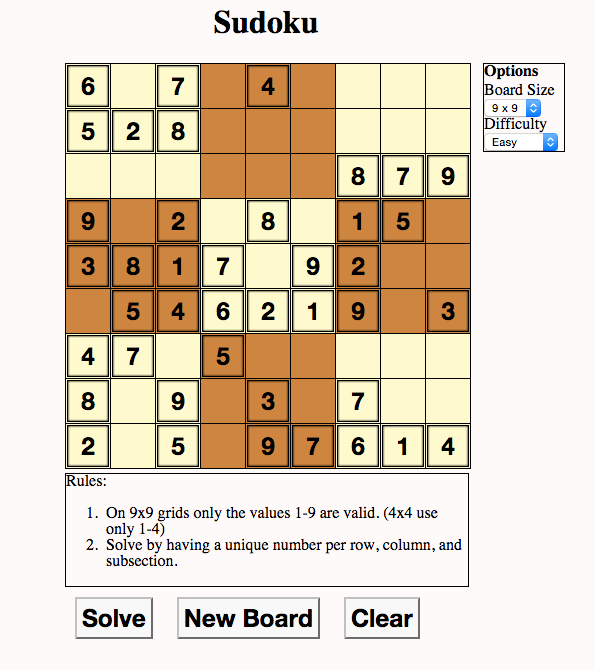 Sudoku
6 7 4
5 2 8
8 7 9
9 2 8 1 5
3 8 1 7 9 2
5 4 6 2 1 9 3
4 7 5
8 9 3 7
2 5 9 7 6 1 4
Options
Board Size
9 x 9
Difficulty
Easy
Rules:
1. On 9x9 grids only the values 1-9 are valid. (4x4 use
only 1-4)
2. Solve by having a unique number per row, column, and
subsection.
Solve New Board Clear